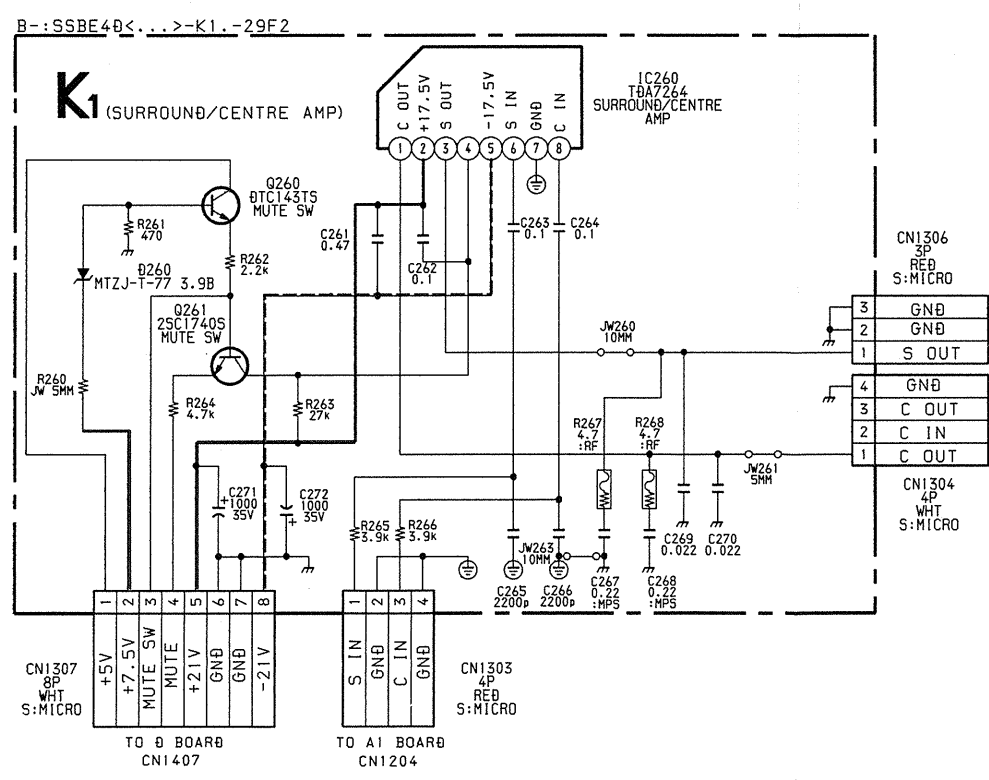 B-:SSBE4Đ<...>-K1.-29F2
K1 (SURROUNĐ/CENTRE AMP)
C OUT
+17.5V
S OUT
-17.5V
S IN
GNĐ
C IN
1 2 3 4 5 6 7 8
IC260
TĐA7264
SURROUNĐ/CENTRE
AMP
Q260
ĐTC143TS
MUTE SW
R261
470
R262
2.2k
Đ260
MTZJ-T-77 3.9B
Q261
2SC1740S
MUTE SW
C261
0.47
C262
0.1
C263
0.1
C264
0.1
R260
JW 5MM
R264
4.7k
R263
27k
JW260
10MM
R267
4.7
:RF
R268
4.7
:RF
JW261
5MM
CN1306
3P
REĐ
S:MICRO
3 GNĐ
2 GNĐ
1 S OUT
4 GNĐ
3 C OUT
2 C IN
1 C OUT
CN1304
4P
WHT
S:MICRO
C271
1000
35V
+
C272
1000
35V
+
R265
3.9k
R266
3.9k
JW263
10MM
C265
2200p
C266
2200p
C267
0.22
:MPS
C268
0.22
:MPS
C269
0.022
C270
0.022
1 2 3 4 5 6 7 8
+5V
+7.5V
MUTE SW
MUTE
+21V
GNĐ
GNĐ
-21V
CN1307
8P
WHT
S:MICRO
TO Đ BOARĐ
CN1407
1 2 3 4
S IN
GNĐ
C IN
GNĐ
CN1303
4P
REĐ
S:MICRO
TO A1 BOARĐ
CN1204